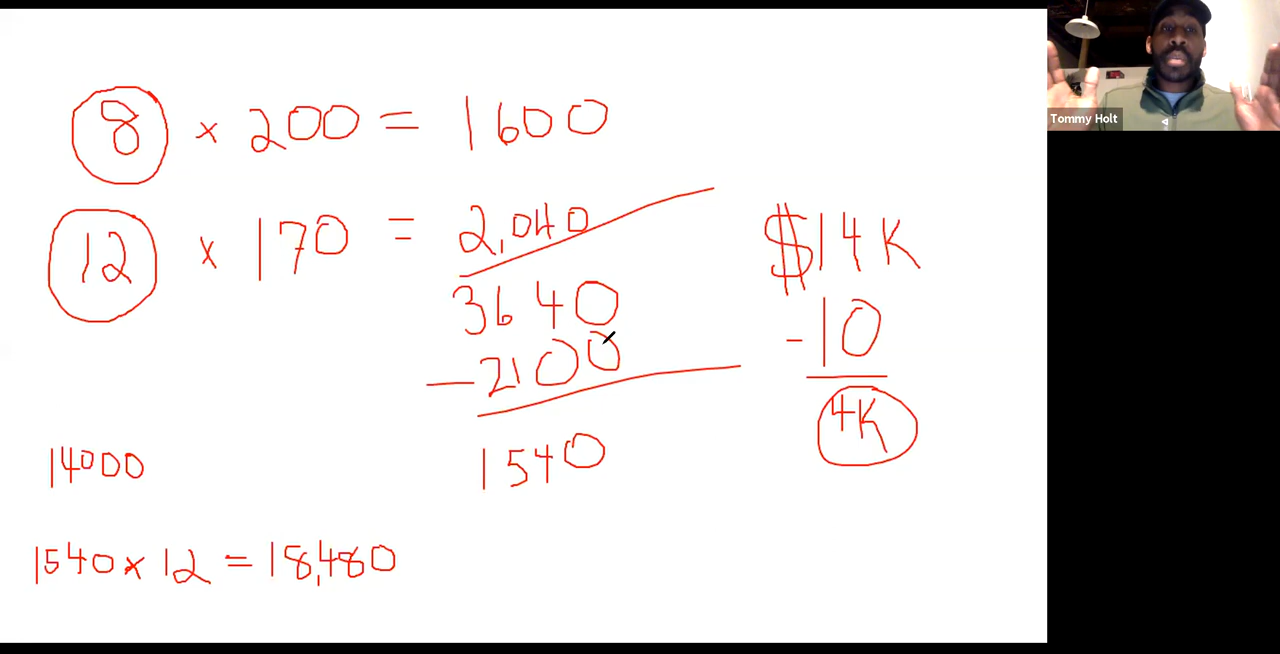 8 × 200 = 1600
12 × 170 = 2,040
3640
- 2100
1540
$14K
- 10
4K
14000
1540 × 12 = 18,480
Tommy Holt